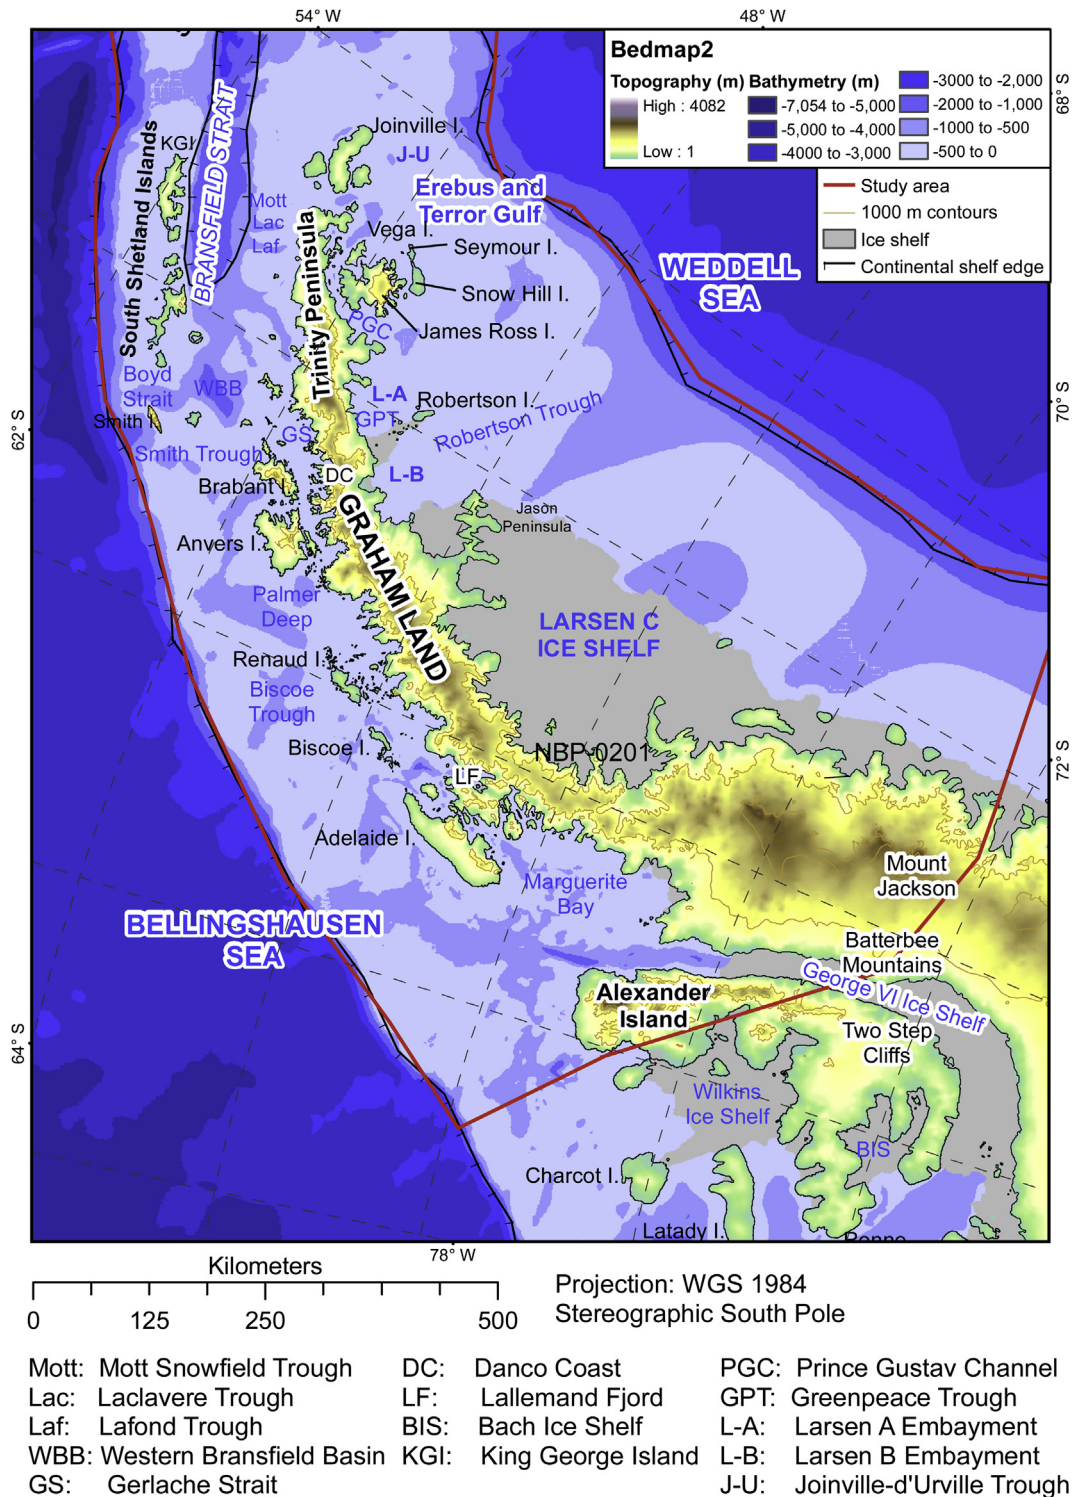 54° W
48° W
Bedmap2
Topography (m)
High : 4082
Low : 1
Bathymetry (m)
-7,054 to -5,000
-5,000 to -4,000
-4000 to -3,000
-3000 to -2,000
-2000 to -1,000
-1000 to -500
-500 to 0
Study area
1000 m contours
Ice shelf
Continental shelf edge
68° S
70° S
72° S
62° S
64° S
78° W
KGI
South Shetland Islands
BRANSFIELD STRAIT
Joinville I.
J-U
Erebus and
Terror Gulf
Mott
Lac
Laf
Vega I.
Seymour I.
Snow Hill I.
James Ross I.
PGC
Trinity Peninsula
WEDDELL
SEA
Boyd
Strait
WBB
Smith I.
L-A
GPT
Robertson I.
Robertson Trough
GS
Smith Trough
Brabant I.
DC
L-B
Jason
Peninsula
Anvers I.
GRAHAM LAND
Palmer
Deep
LARSEN C
ICE SHELF
Renaud I.
Biscoe
Trough
Biscoe I.
NBP-0201
LF
Adelaide I.
Marguerite
Bay
Mount
Jackson
BELLINGSHAUSEN
SEA
Batterbee
Mountains
George VI Ice Shelf
Alexander
Island
Two Step
Cliffs
Wilkins
Ice Shelf
BIS
Charcot I.
Latady I.
Kilometers
0 125 250 500
Projection: WGS 1984
Stereographic South Pole
Mott: Mott Snowfield Trough
Lac: Laclavere Trough
Laf: Lafond Trough
WBB: Western Bransfield Basin
GS: Gerlache Strait
DC: Danco Coast
LF: Lallemand Fjord
BIS: Bach Ice Shelf
KGI: King George Island
PGC: Prince Gustav Channel
GPT: Greenpeace Trough
L-A: Larsen A Embayment
L-B: Larsen B Embayment
J-U: Joinville-d'Urville Trough